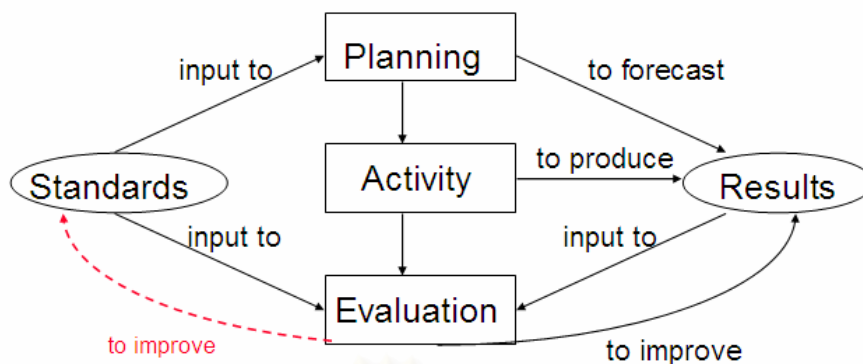 Planning
input to
to forecast
to produce
Standards
Activity
Results
input to
input to
Evaluation
to improve
to improve